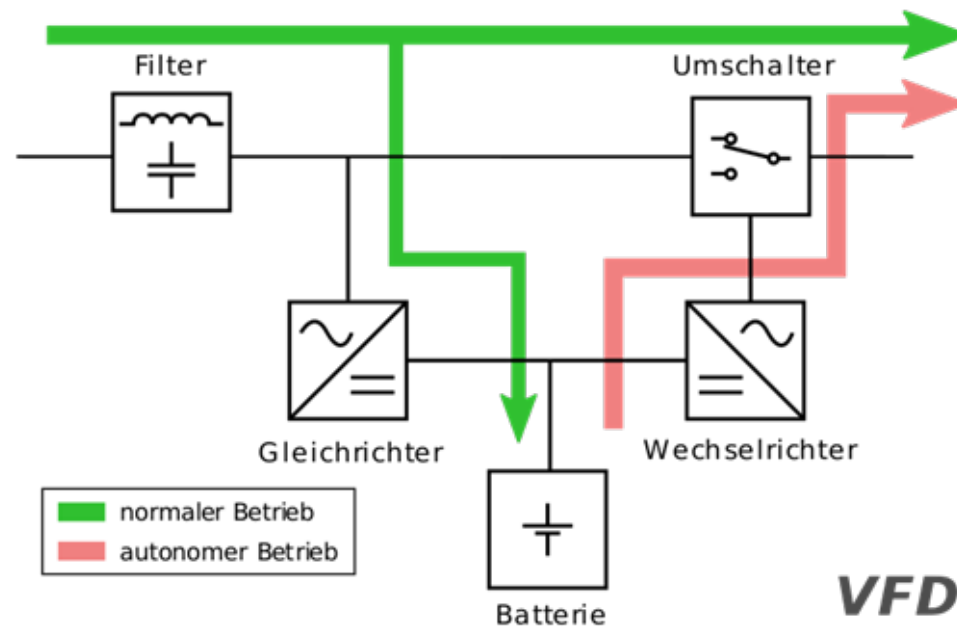 Filter
Umschalter
Gleichrichter
Wechselrichter
normaler Betrieb
autonomer Betrieb
Batterie
VFD